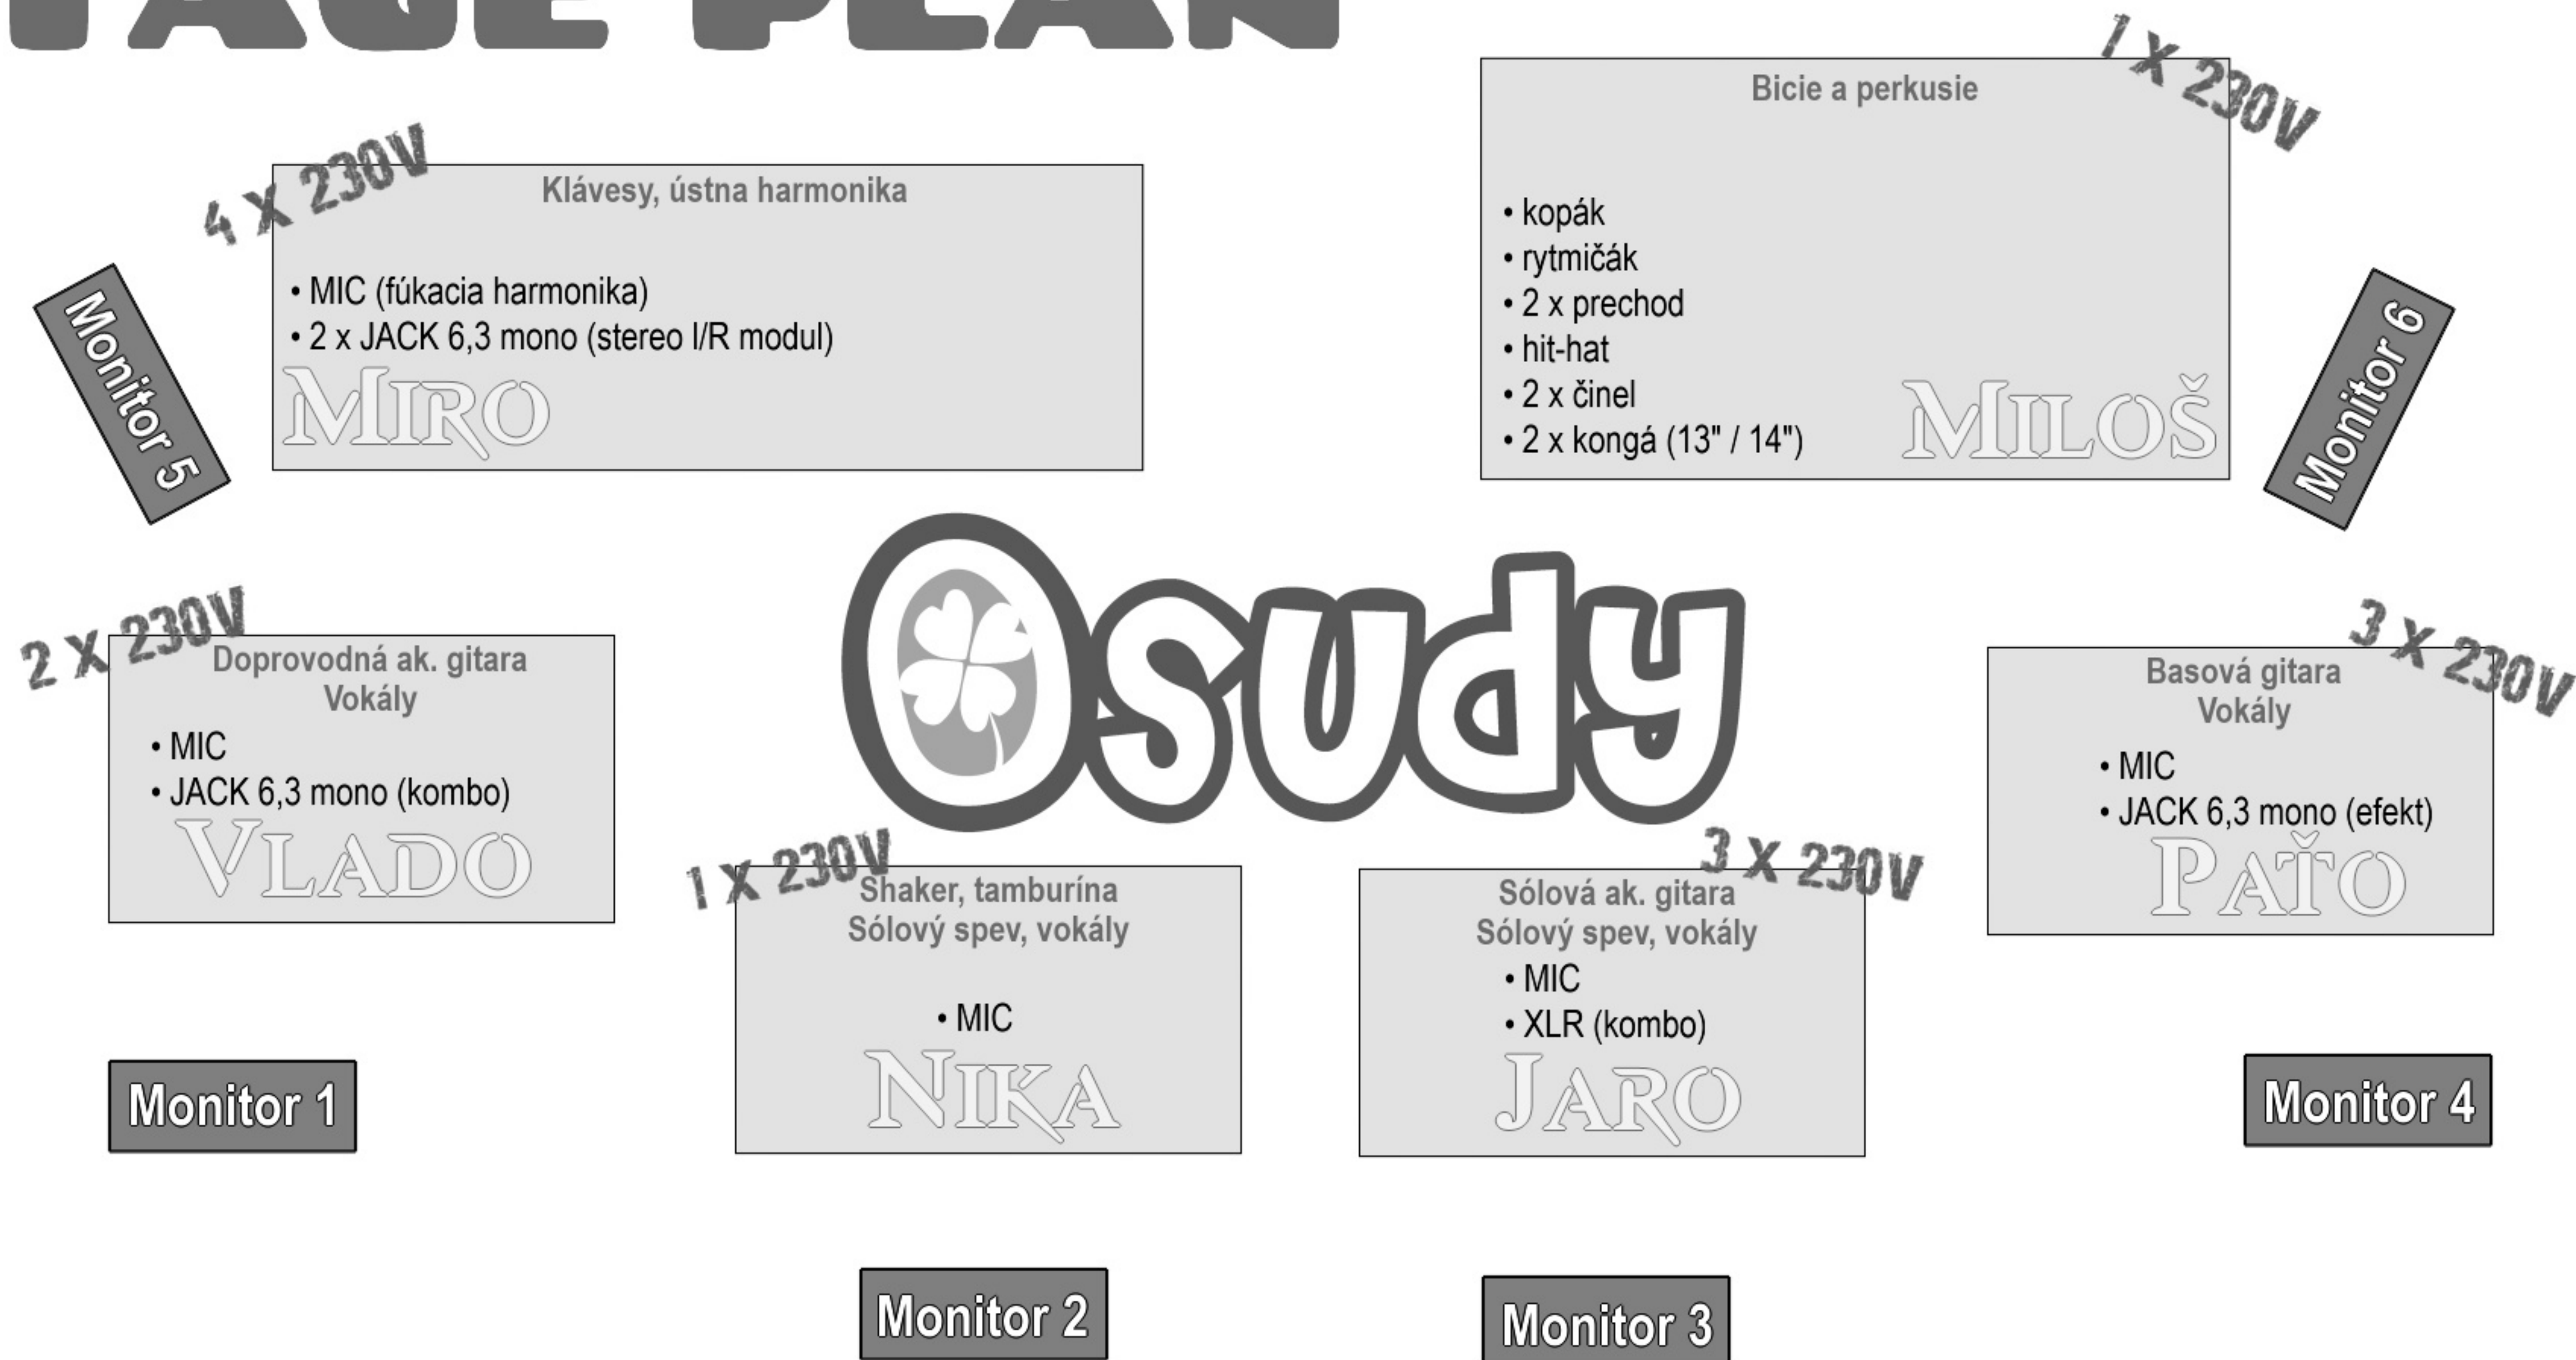 TAGE PLAN
1 X 230V
Bicie a perkusie
• kopák
• rytmičák
• 2 x prechod
• hit-hat
• 2 x činel
• 2 x kongá (13" / 14")
MILOŠ
4 X 230V
Klávesy, ústna harmonika
• MIC (fúkacia harmonika)
• 2 x JACK 6,3 mono (stereo l/R modul)
MIRO
Monitor 5
Monitor 6
Osudy
2 X 230V
Doprovodná ak. gitara
Vokály
• MIC
• JACK 6,3 mono (kombo)
VLADO
3 X 230V
Basová gitara
Vokály
• MIC
• JACK 6,3 mono (efekt)
PAŤO
1 X 230V
Shaker, tamburína
Sólový spev, vokály
• MIC
NIKA
3 X 230V
Sólová ak. gitara
Sólový spev, vokály
• MIC
• XLR (kombo)
JARO
Monitor 1
Monitor 4
Monitor 2
Monitor 3